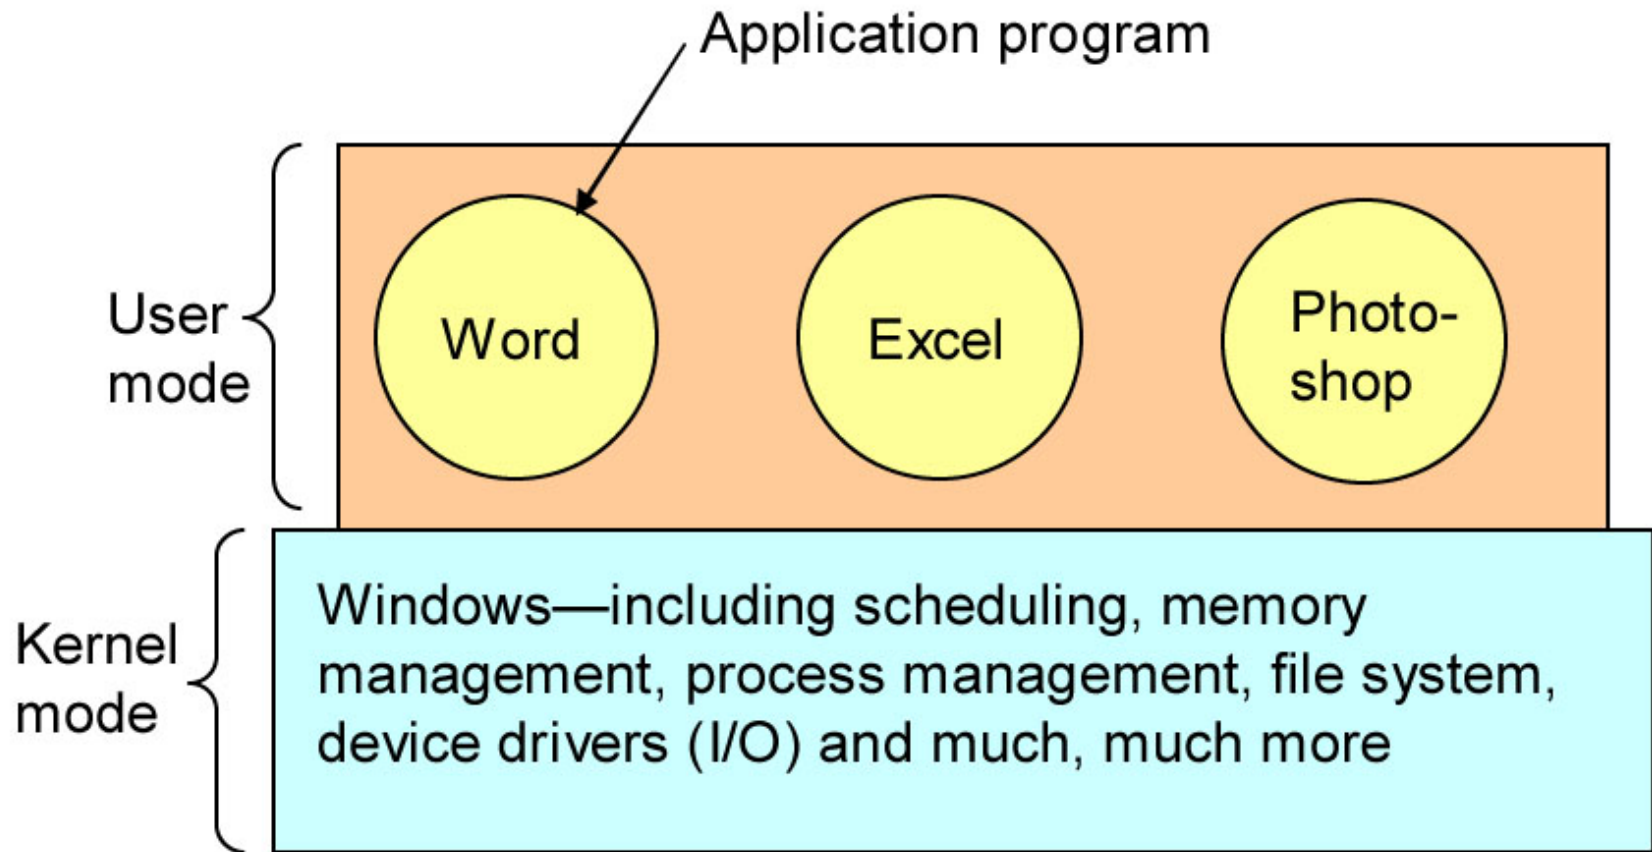 Application program
User
mode
Word
Excel
Photo-
shop
Kernel
mode
Windows—including scheduling, memory
management, process management, file system,
device drivers (I/O) and much, much more